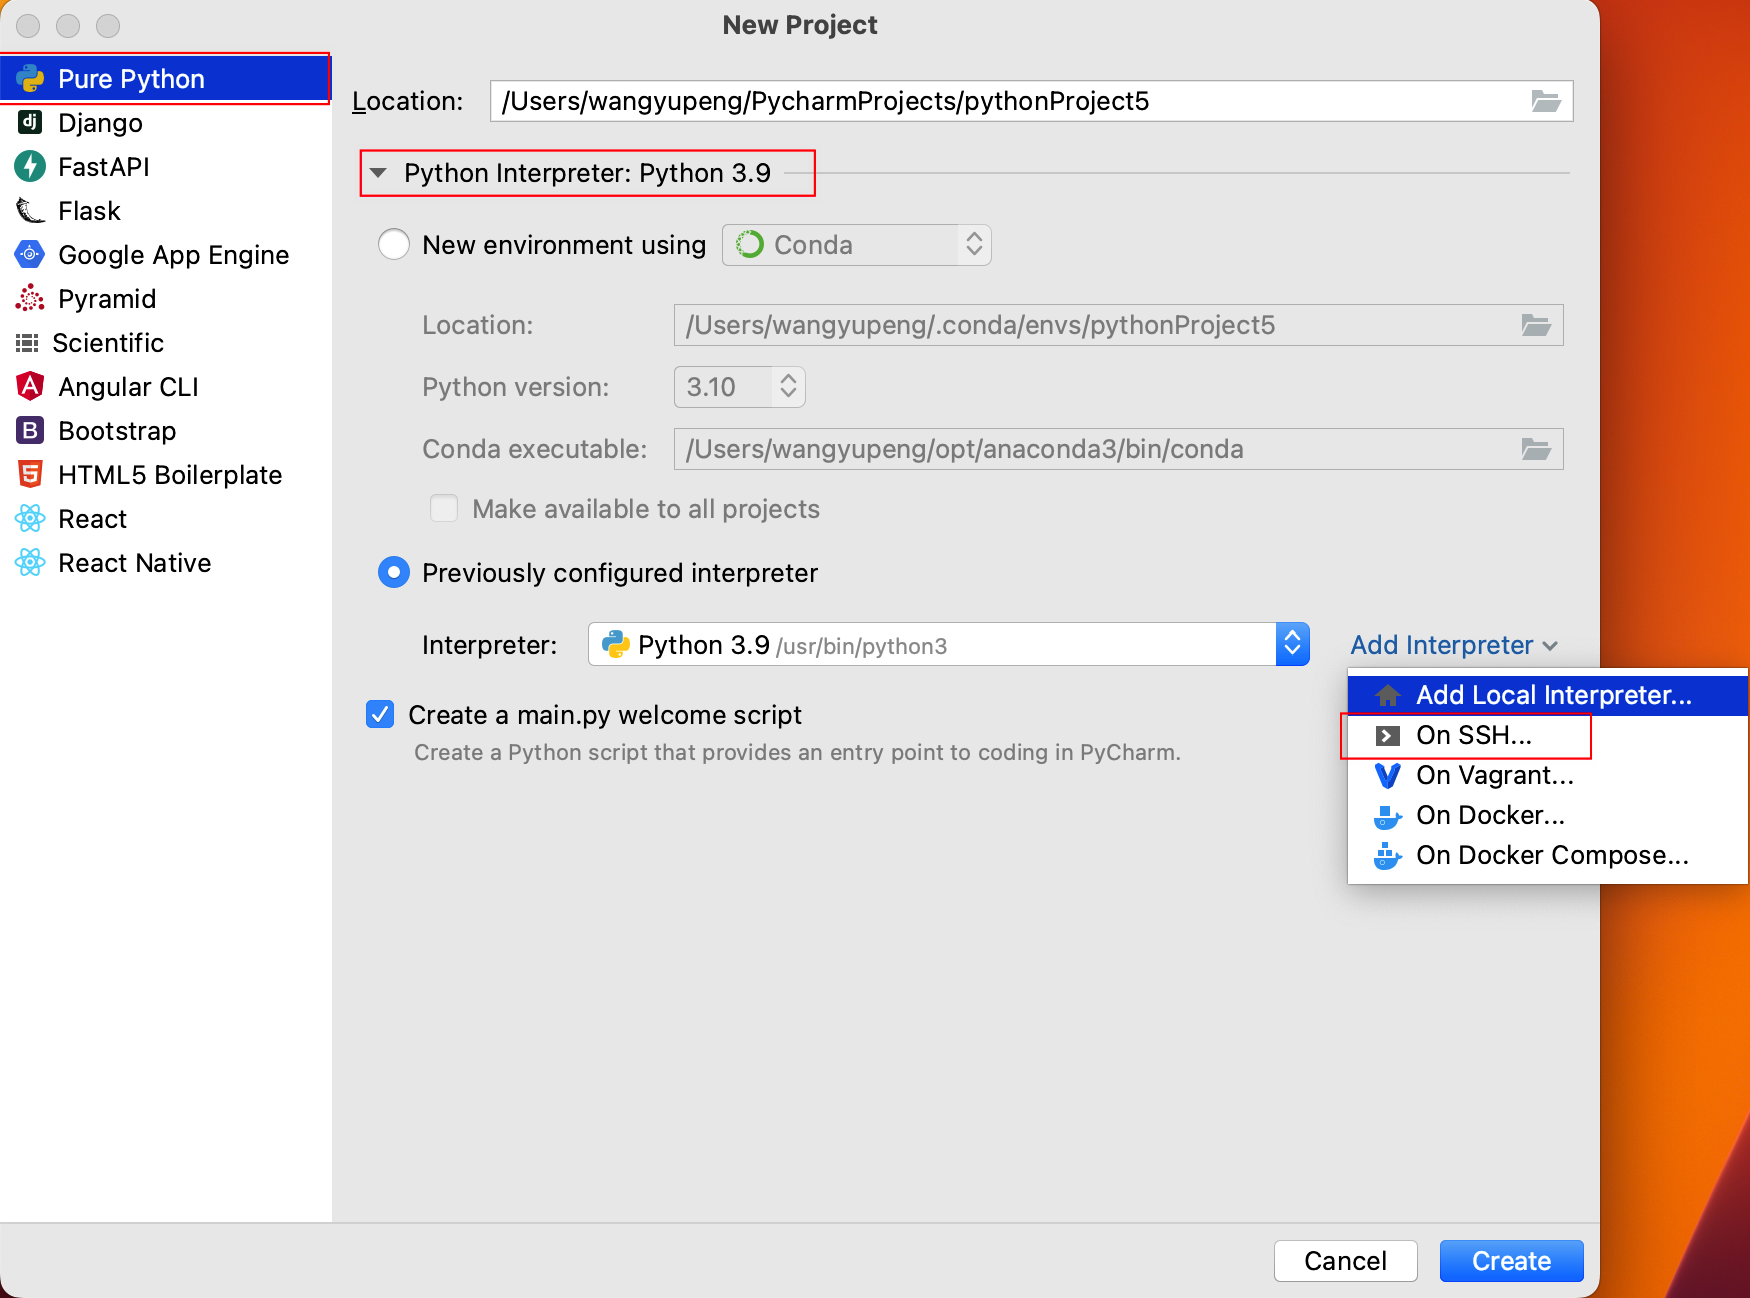 New Project
Pure Python
Django
FastAPI
Flask
Google App Engine
Pyramid
Scientific
Angular CLI
Bootstrap
HTML5 Boilerplate
React
React Native
Location: /Users/wangyupeng/PycharmProjects/pythonProject5
Python Interpreter: Python 3.9
New environment using Conda
Location: /Users/wangyupeng/.conda/envs/pythonProject5
Python version: 3.10
Conda executable: /Users/wangyupeng/opt/anaconda3/bin/conda
Make available to all projects
Previously configured interpreter
Interpreter: Python 3.9 /usr/bin/python3 Add Interpreter
Add Local Interpreter...
On SSH...
On Vagrant...
On Docker...
On Docker Compose...
Create a main.py welcome script
Create a Python script that provides an entry point to coding in PyCharm.
Cancel Create